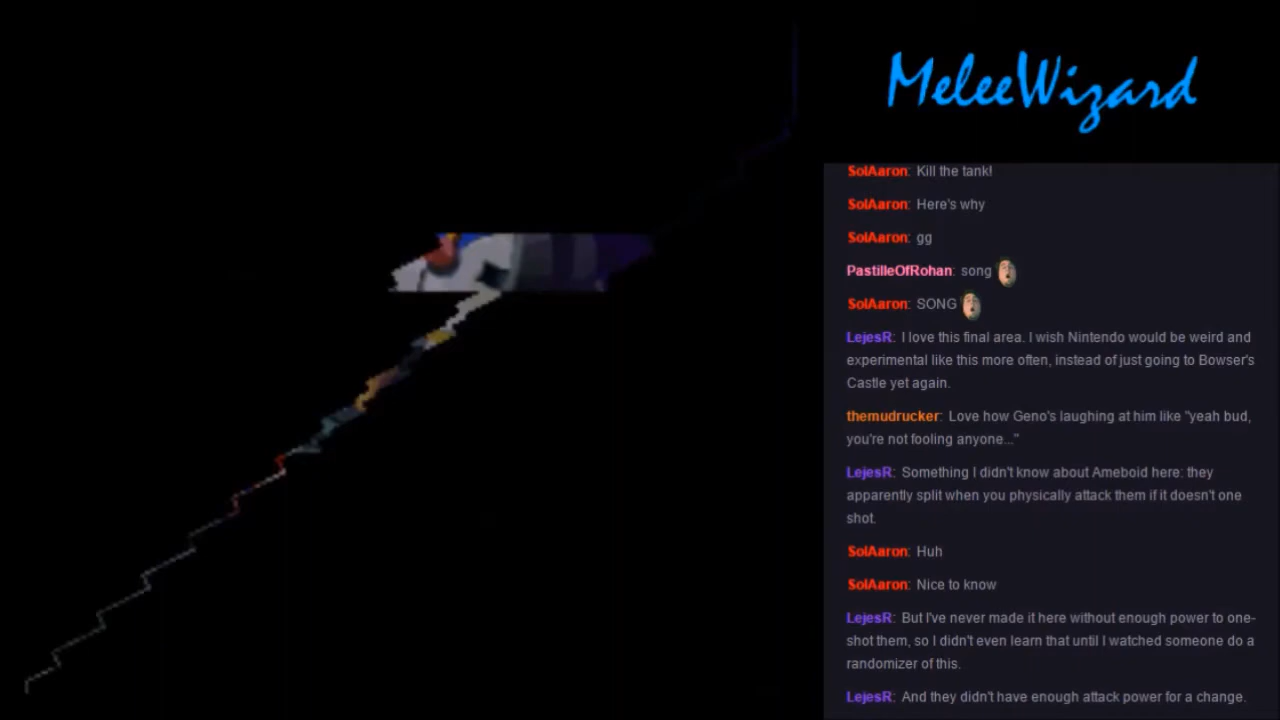 MeleeWizard
SolAaron: Kill the tank!
SolAaron: Here's why
SolAaron: gg
PastilleOfRohan: song
SolAaron: SONG
LejesR: I love this final area. I wish Nintendo would be weird and
experimental like this more often, instead of just going to Bowser's
Castle yet again.
themudrucker: Love how Geno's laughing at him like "yeah bud,
you're not fooling anyone..."
LejesR: Something I didn't know about Ameboid here: they
apparently split when you physically attack them if it doesn't one
shot.
SolAaron: Huh
SolAaron: Nice to know
LejesR: But I've never made it here without enough power to one-
shot them, so I didn't even learn that until I watched someone do a
randomizer of this.
LejesR: And they didn't have enough attack power for a change.